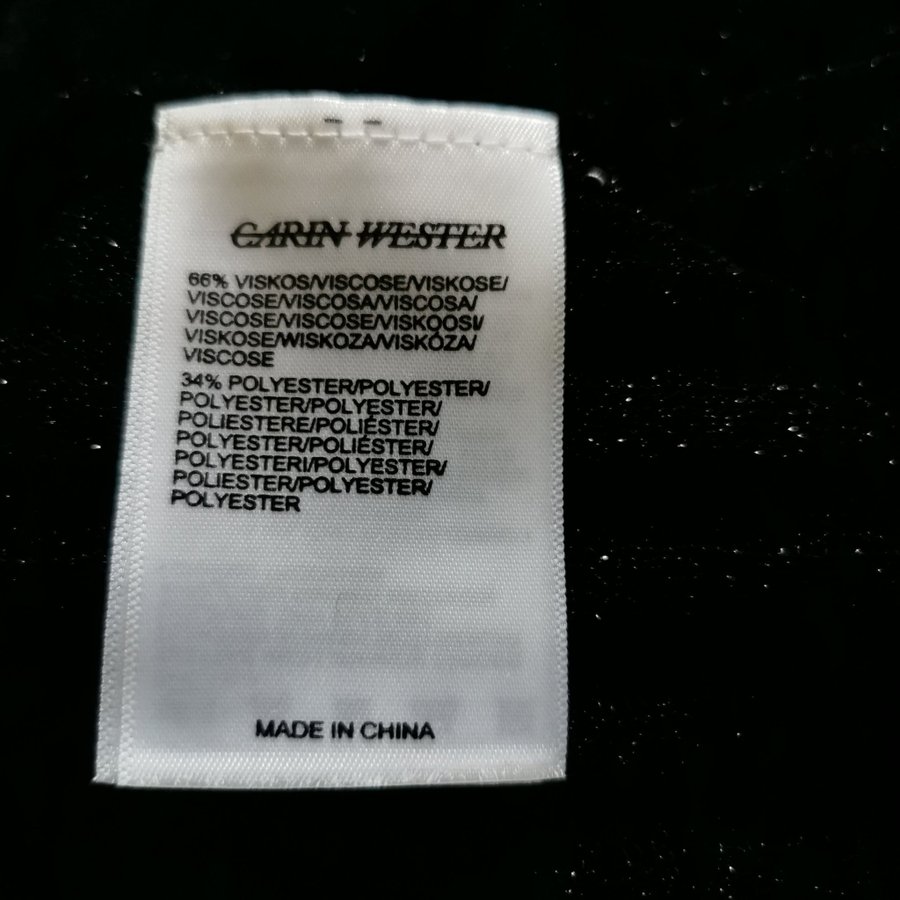 CARIN WESTER
66% VISKOS/VISCOSE/VISKOSE/
VISCOSE/VISCOSA/VISCOSA/
VISCOSE/VISCOSE/VISKOOSI/
VISKOSE/WISKOZA/VISKÓZA/
VISCOSE
34% POLYESTER/POLYESTER/
POLYESTER/POLYESTER/
POLIESTERE/POLIÉSTER/
POLYESTER/POLIÉSTER/
POLYESTERI/POLYESTER/
POLIESTER/POLYESTER/
POLYESTER
MADE IN CHINA